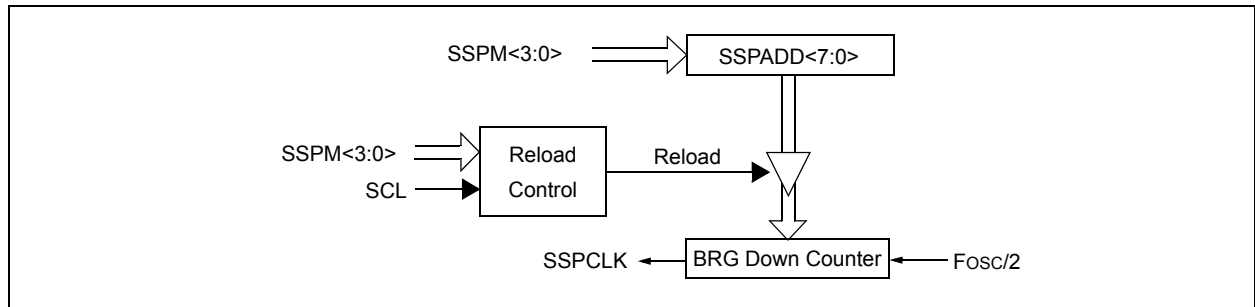 SSPM<3:0>
SSPADD<7:0>
SSPM<3:0>
SCL
Reload
Control
Reload
SSPCLK
BRG Down Counter
FOSC/2